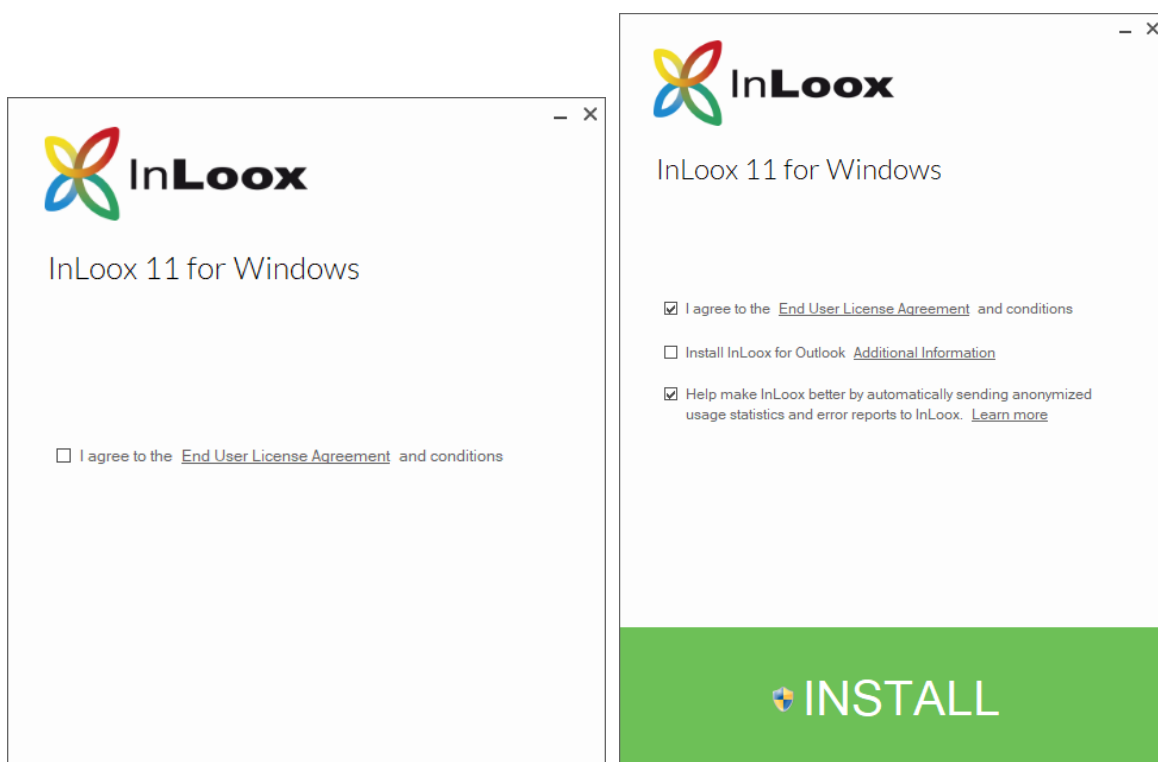 InLoox
InLoox 11 for Windows
I agree to the End User License Agreement and conditions
InLoox
InLoox 11 for Windows
I agree to the End User License Agreement and conditions
Install InLoox for Outlook Additional Information
Help make InLoox better by automatically sending anonymized
usage statistics and error reports to InLoox. Learn more
INSTALL